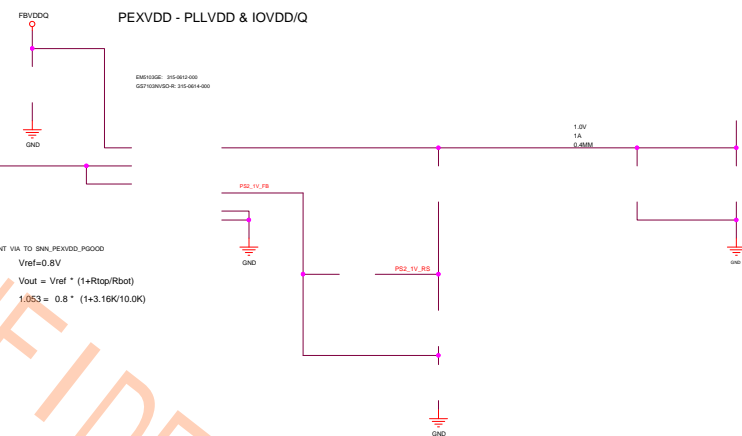 FBVDDQ
PEXVDD - PLLVDD & IOVDD/Q
EM5103GE: 315-0612-000
GS7103NVSO-R: 315-0614-000
GND
1.0V
1A
0.4MM
PS2_1V_FB
NT VIA TO SNN_PEXVDD_PGOOD
GND
GND
Vref=0.8V
PS2_1V_RS
Vout = Vref * (1+Rtop/Rbot)
1.053 = 0.8 * (1+3.16K/10.0K)
FIDE
GND